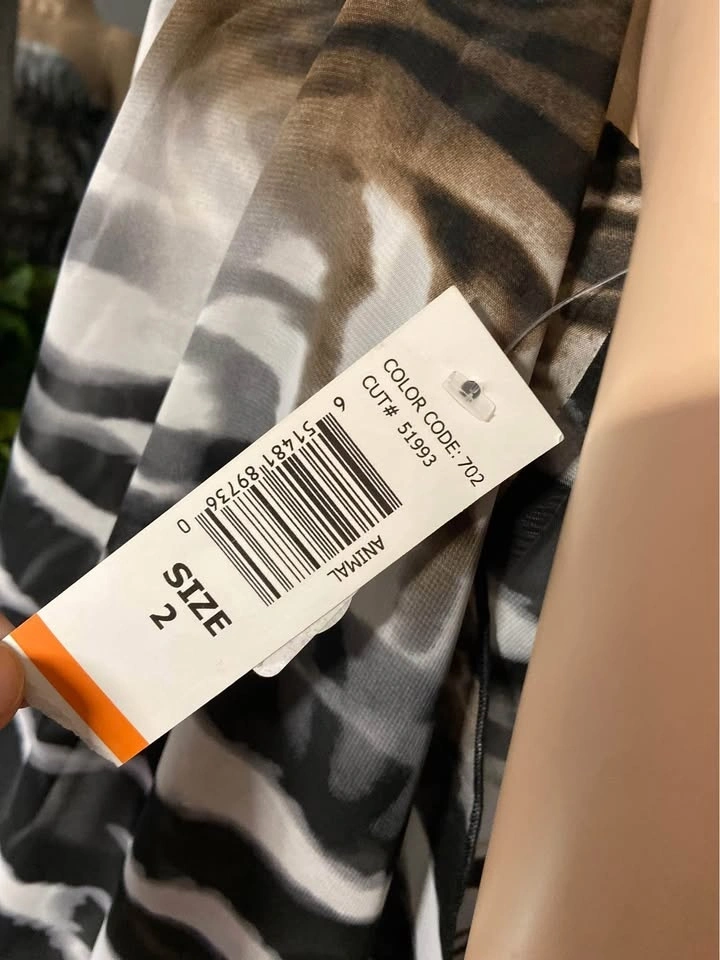 COLOR CODE: 702
CUT# 51993
6 51481 89736 0
ANIMAL
SIZE
2